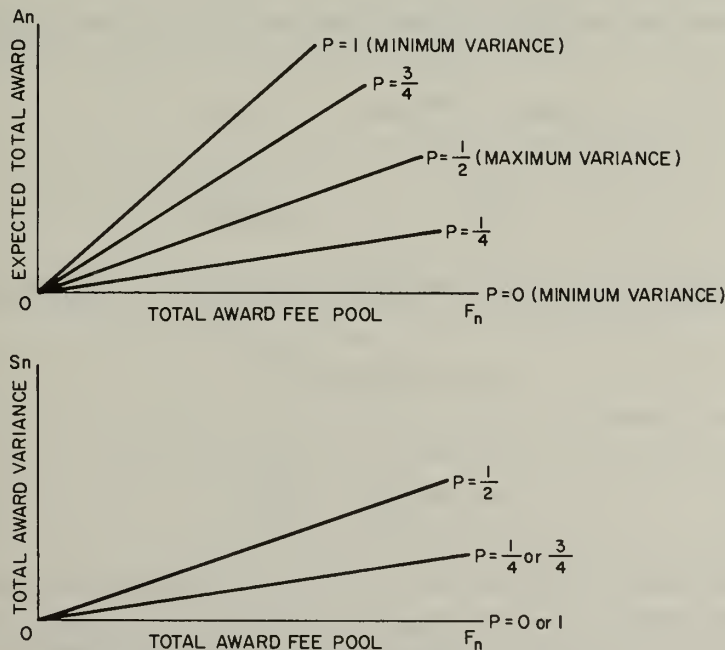 An
EXPECTED TOTAL AWARD
P = 1 (MINIMUM VARIANCE)
P = 3/4
P = 1/2 (MAXIMUM VARIANCE)
P = 1/4
P = 0 (MINIMUM VARIANCE)
O
TOTAL AWARD FEE POOL
Fn
Sn
TOTAL AWARD VARIANCE
P = 1/2
P = 1/4 or 3/4
P = 0 or 1
O
TOTAL AWARD FEE POOL
Fn